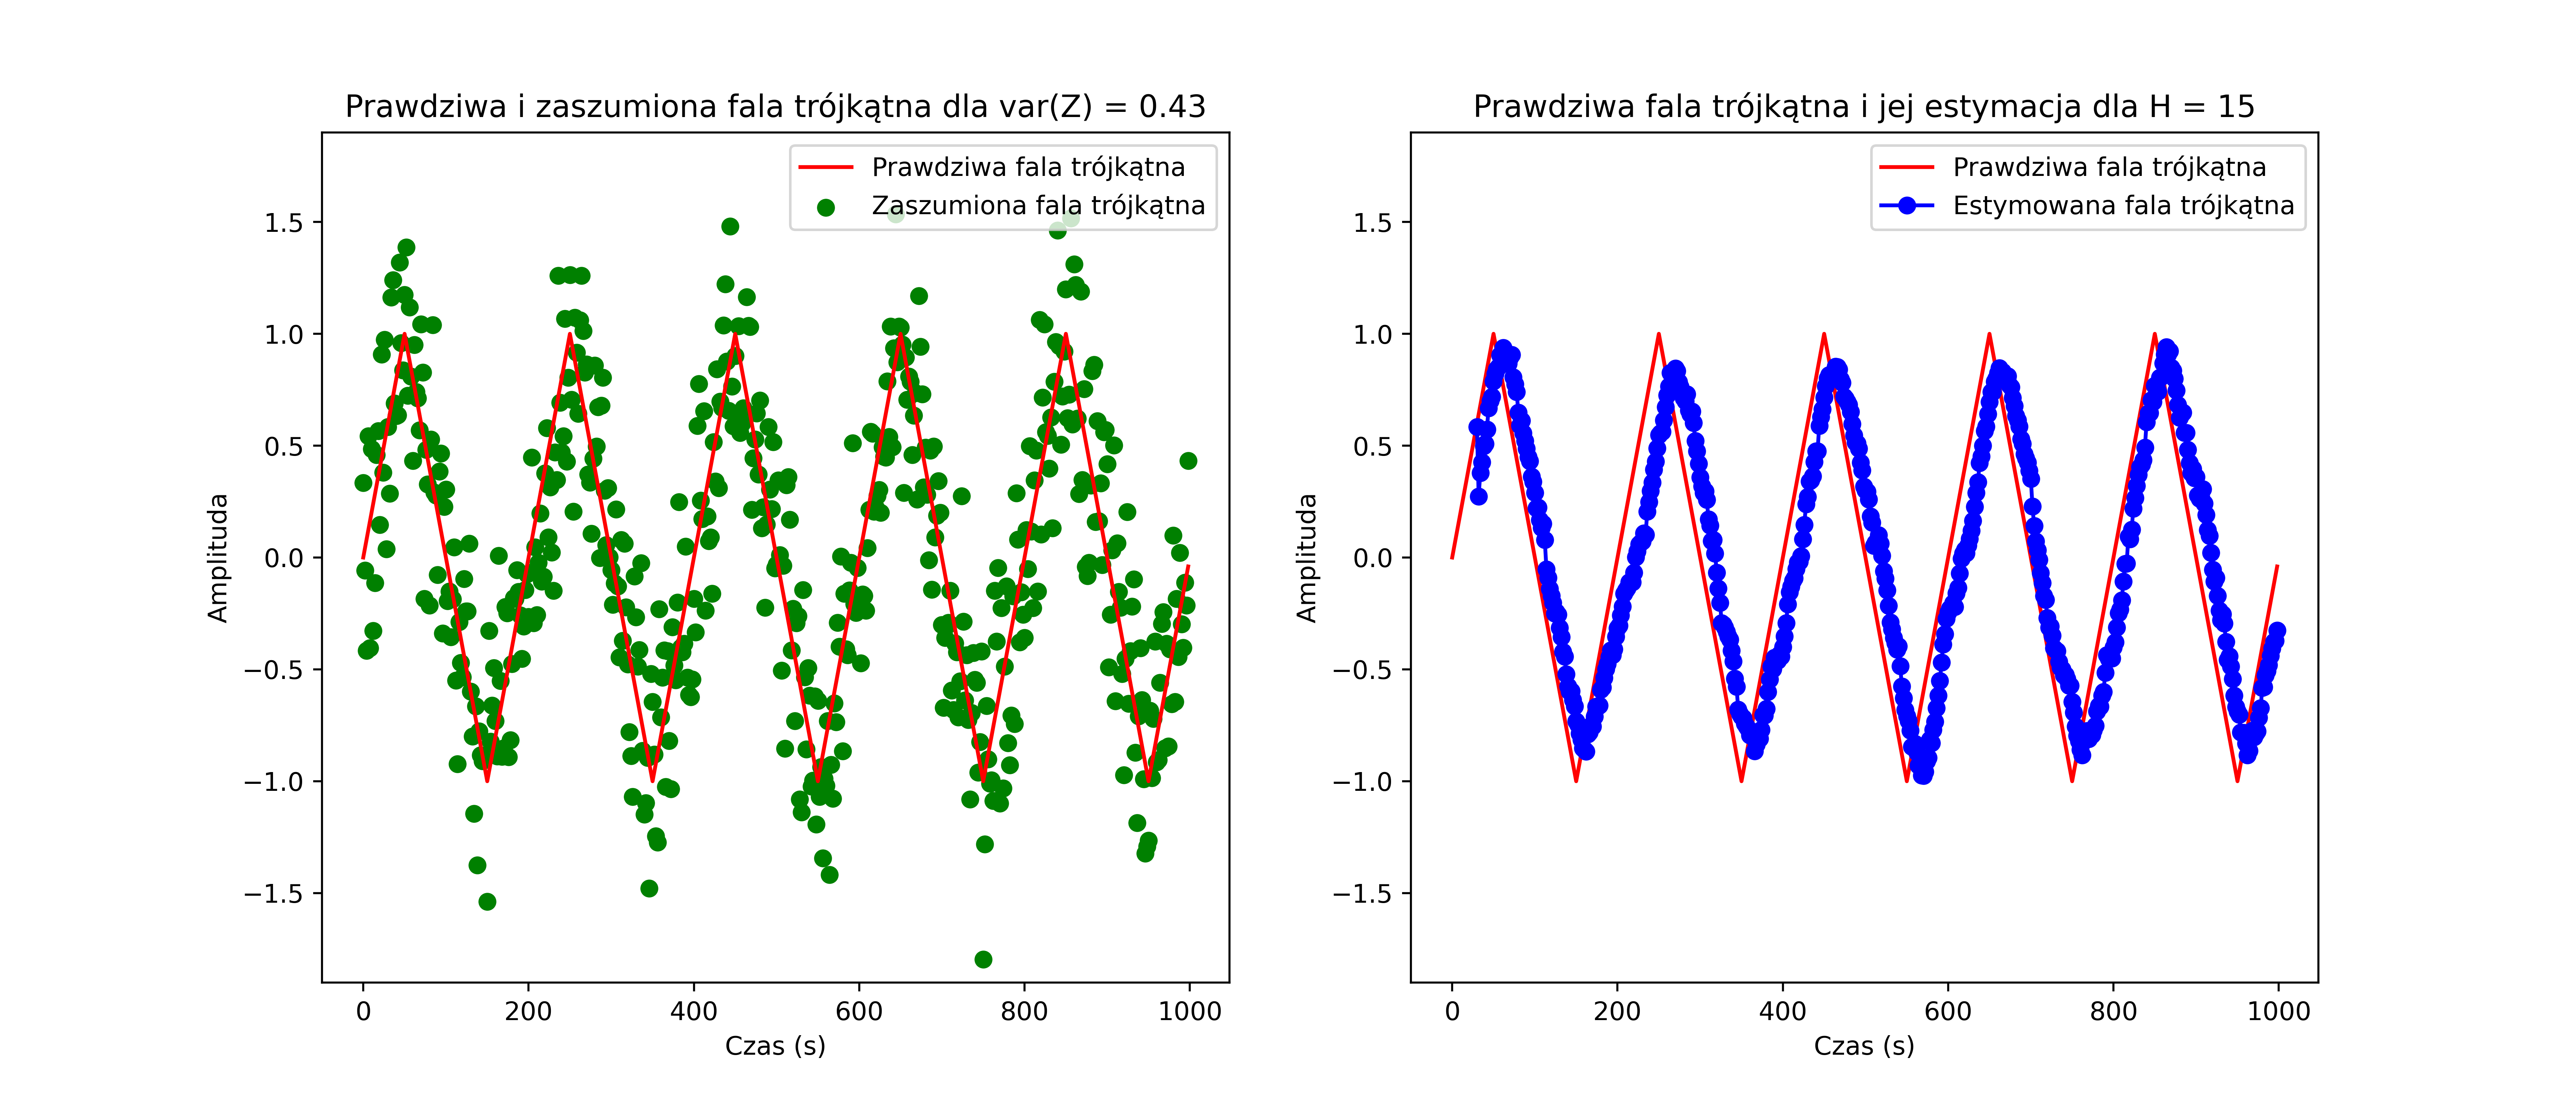 Prawdziwa i zaszumiona fala trójkątna dla var(Z) = 0.43
Prawdziwa fala trójkątna
Zaszumiona fala trójkątna
1.5
1.0
0.5
0.0
−0.5
−1.0
−1.5
Amplituda
0 200 400 600 800 1000
Czas (s)
Prawdziwa fala trójkątna i jej estymacja dla H = 15
Prawdziwa fala trójkątna
Estymowana fala trójkątna
1.5
1.0
0.5
0.0
−0.5
−1.0
−1.5
Amplituda
0 200 400 600 800 1000
Czas (s)